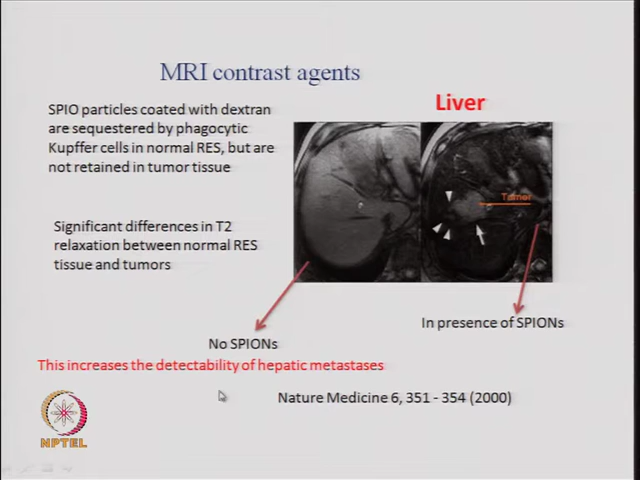 MRI contrast agents
Liver
SPIO particles coated with dextran
are sequestered by phagocytic
Kupffer cells in normal RES, but are
not retained in tumor tissue
Tumor
Significant differences in T2
relaxation between normal RES
tissue and tumors
In presence of SPIONs
No SPIONs
This increases the detectability of hepatic metastases
Nature Medicine 6, 351 - 354 (2000)
NPTEL